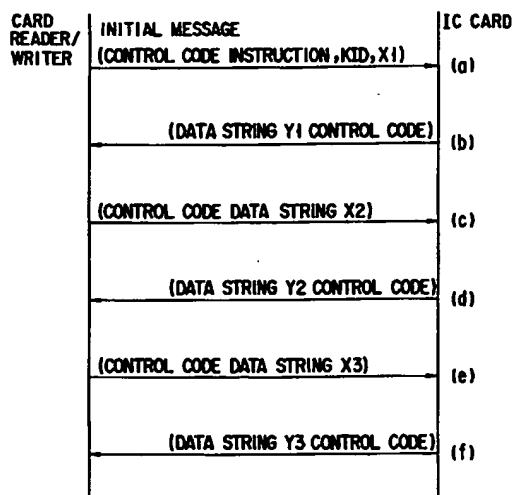 CARD
READER/
WRITER
IC CARD
INITIAL MESSAGE
(CONTROL CODE INSTRUCTION,KID,X1)
(a)
(DATA STRING Y1 CONTROL CODE)
(b)
(CONTROL CODE DATA STRING X2)
(c)
(DATA STRING Y2 CONTROL CODE)
(d)
(CONTROL CODE DATA STRING X3)
(e)
(DATA STRING Y3 CONTROL CODE)
(f)